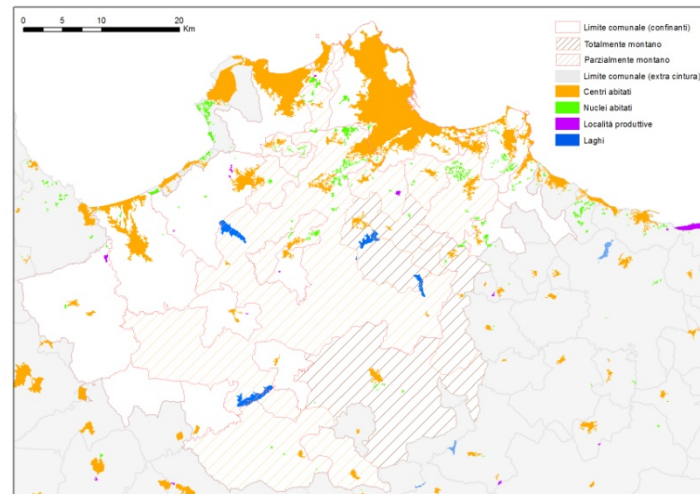 0 5 10 20
Km
Limite comunale (confinanti)
Totalmente montano
Parzialmente montano
Limite comunale (extra cintura)
Centri abitati
Nuclei abitati
Località produttive
Laghi